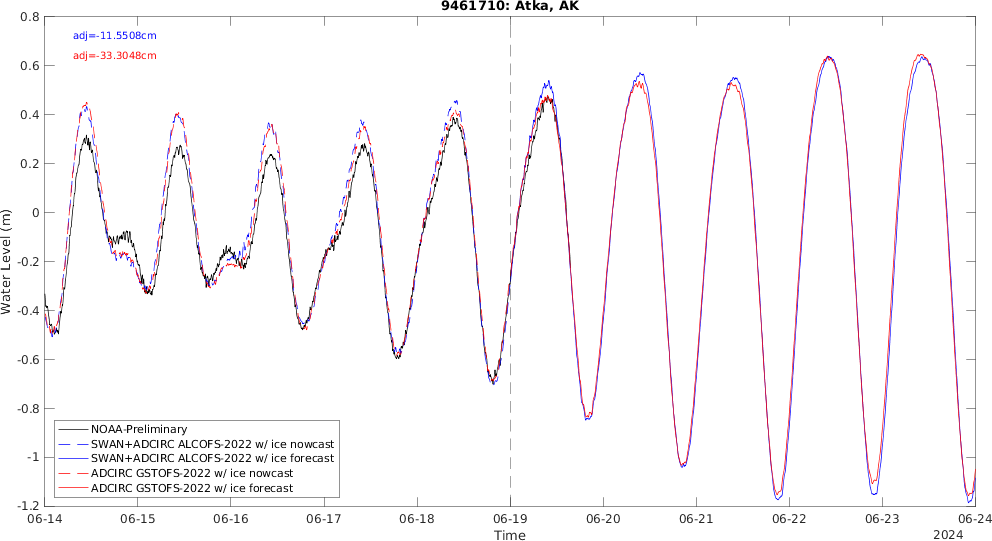 9461710: Atka, AK
adj=-11.5508cm
adj=-33.3048cm
0.8
0.6
0.4
0.2
0
-0.2
-0.4
-0.6
-0.8
-1
-1.2
Water Level (m)
NOAA-Preliminary
SWAN+ADCIRC ALCOFS-2022 w/ ice nowcast
SWAN+ADCIRC ALCOFS-2022 w/ ice forecast
ADCIRC GSTOFS-2022 w/ ice nowcast
ADCIRC GSTOFS-2022 w/ ice forecast
06-14 06-15 06-16 06-17 06-18 06-19 06-20 06-21 06-22 06-23 06-24
Time
2024